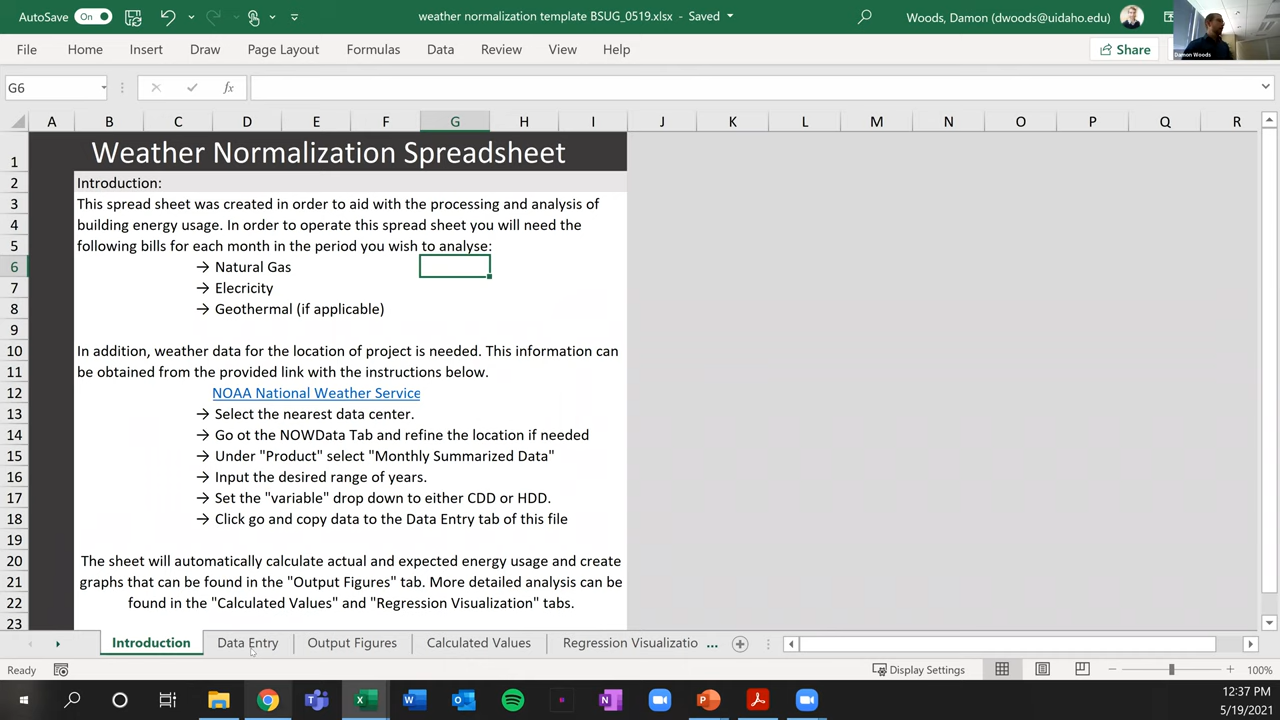 AutoSave On weather normalization template BSUG_0519.xlsx - Saved Woods, Damon (dwoods@uidaho.edu)
File Home Insert Draw Page Layout Formulas Data Review View Help Share
Damon Woods
G6 fx
A B C D E F G H I J K L M N O P Q R
1 Weather Normalization Spreadsheet
2 Introduction:
3 This spread sheet was created in order to aid with the processing and analysis of
4 building energy usage. In order to operate this spread sheet you will need the
5 following bills for each month in the period you wish to analyse:
6 → Natural Gas
7 → Elecricity
8 → Geothermal (if applicable)
9
10 In addition, weather data for the location of project is needed. This information can
11 be obtained from the provided link with the instructions below.
12 NOAA National Weather Service
13 → Select the nearest data center.
14 → Go ot the NOWData Tab and refine the location if needed
15 → Under "Product" select "Monthly Summarized Data"
16 → Input the desired range of years.
17 → Set the "variable" drop down to either CDD or HDD.
18 → Click go and copy data to the Data Entry tab of this file
19
20 The sheet will automatically calculate actual and expected energy usage and create
21 graphs that can be found in the "Output Figures" tab. More detailed analysis can be
22 found in the "Calculated Values" and "Regression Visualization" tabs.
23
Introduction Data Entry Output Figures Calculated Values Regression Visualizatio ...
Ready Display Settings 100%
12:37 PM
5/19/2021